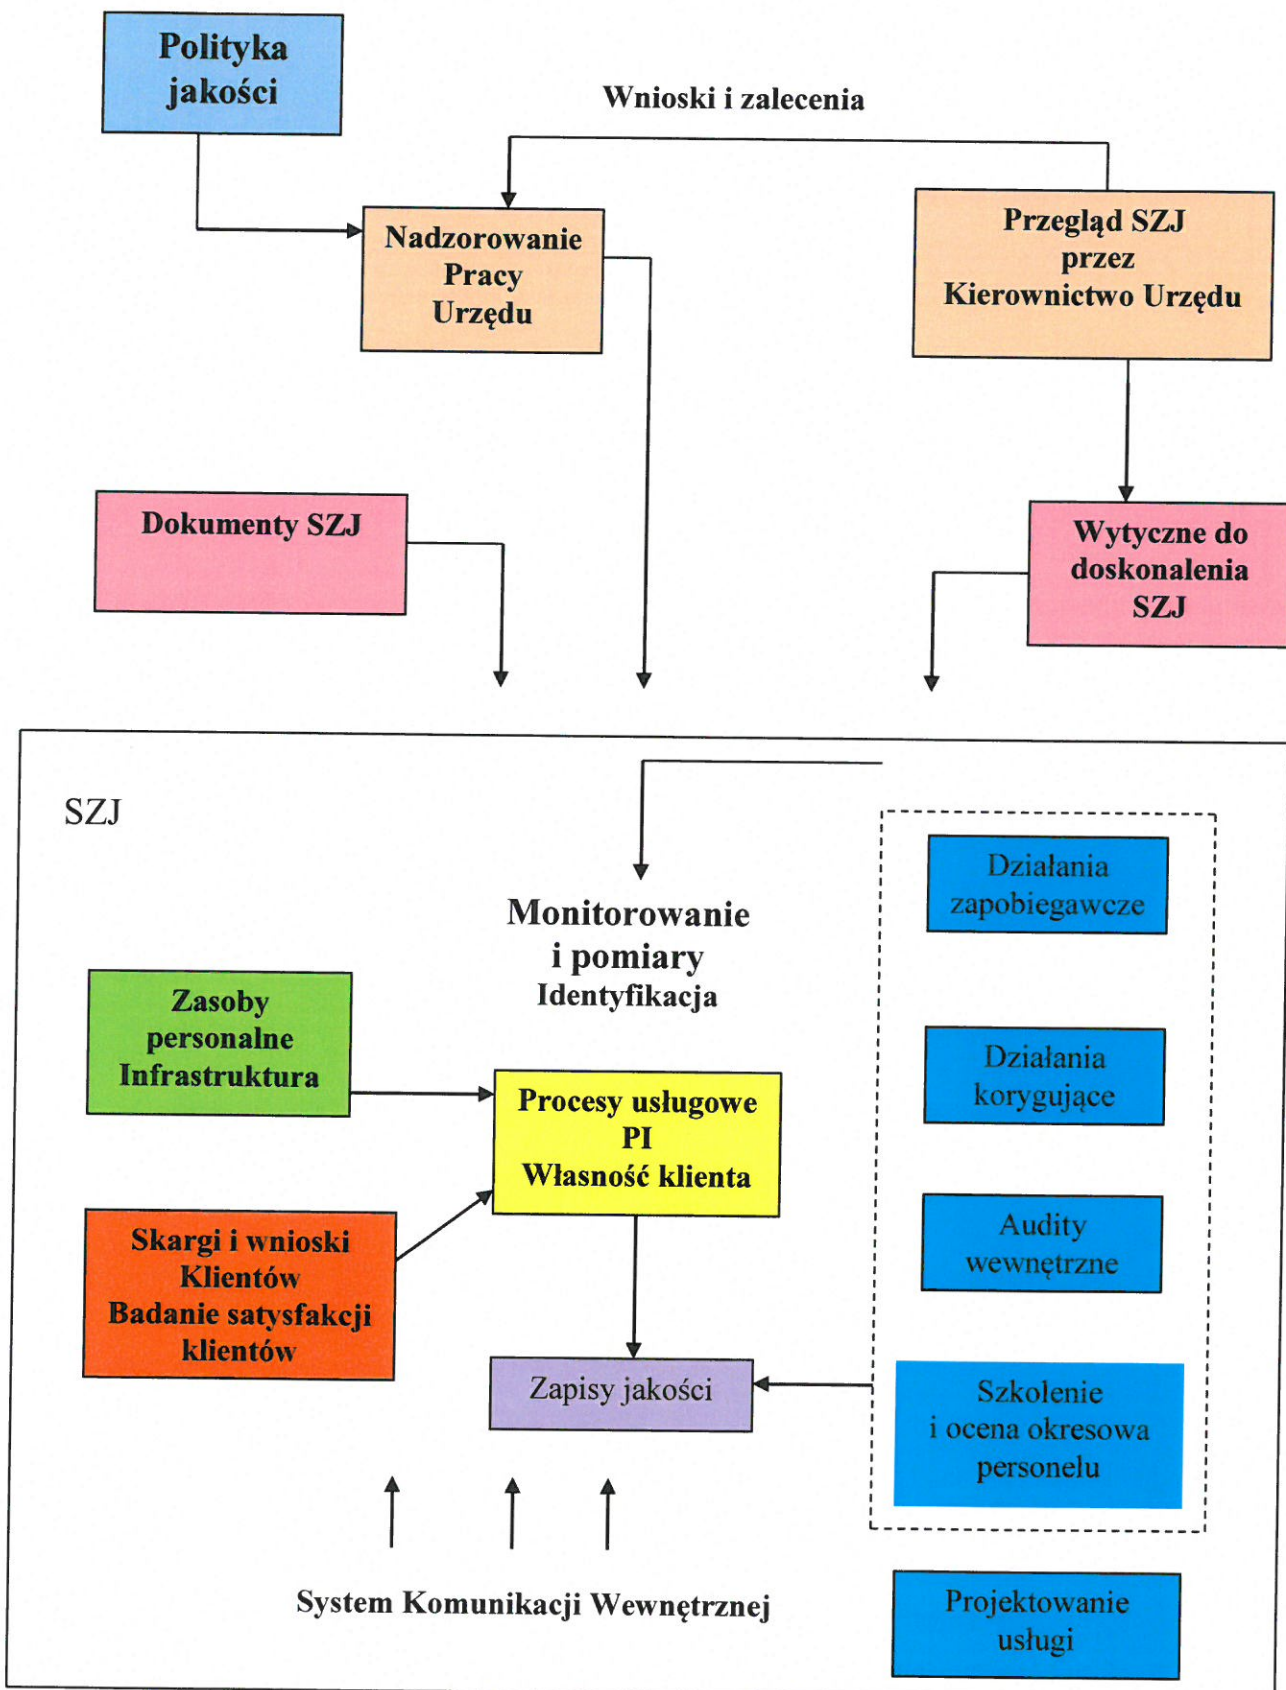 Polityka
jakości
Wnioski i zalecenia
Nadzorowanie
Pracy
Urzędu
Przegląd SZJ
przez
Kierownictwo Urzędu
Dokumenty SZJ
Wytyczne do
doskonalenia
SZJ
SZJ
Działania
zapobiegawcze
Monitorowanie
i pomiary
Identyfikacja
Zasoby
personalne
Infrastruktura
Działania
korygujące
Procesy usługowe
PI
Własność klienta
Skargi i wnioski
Klientów
Badanie satysfakcji
klientów
Audity
wewnętrzne
Zapisy jakości
Szkolenie
i ocena okresowa
personelu
System Komunikacji Wewnętrznej
Projektowanie
usługi